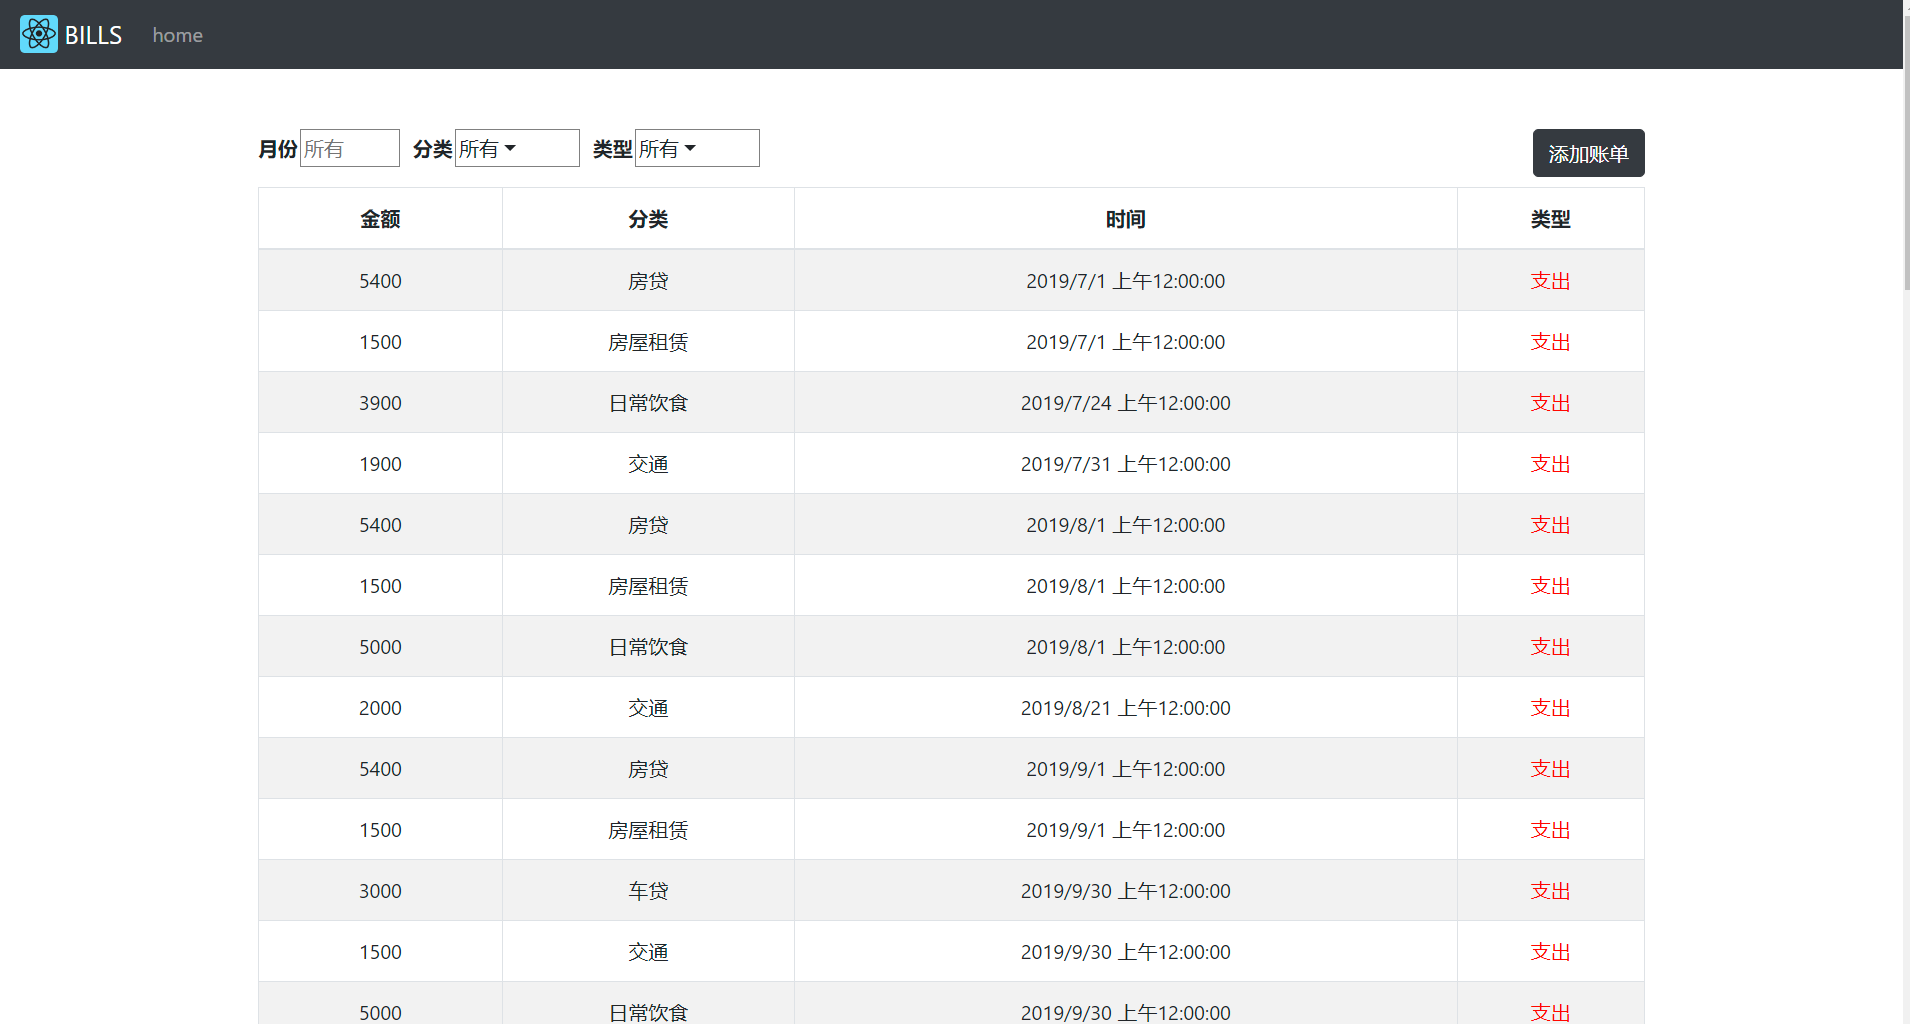 BILLS home
月份 所有 分类 所有 类型 所有 添加账单
金额 分类 时间 类型
5400 房贷 2019/7/1 上午12:00:00 支出
1500 房屋租赁 2019/7/1 上午12:00:00 支出
3900 日常饮食 2019/7/24 上午12:00:00 支出
1900 交通 2019/7/31 上午12:00:00 支出
5400 房贷 2019/8/1 上午12:00:00 支出
1500 房屋租赁 2019/8/1 上午12:00:00 支出
5000 日常饮食 2019/8/1 上午12:00:00 支出
2000 交通 2019/8/21 上午12:00:00 支出
5400 房贷 2019/9/1 上午12:00:00 支出
1500 房屋租赁 2019/9/1 上午12:00:00 支出
3000 车贷 2019/9/30 上午12:00:00 支出
1500 交通 2019/9/30 上午12:00:00 支出
5000 日常饮食 2019/9/30 上午12:00:00 支出